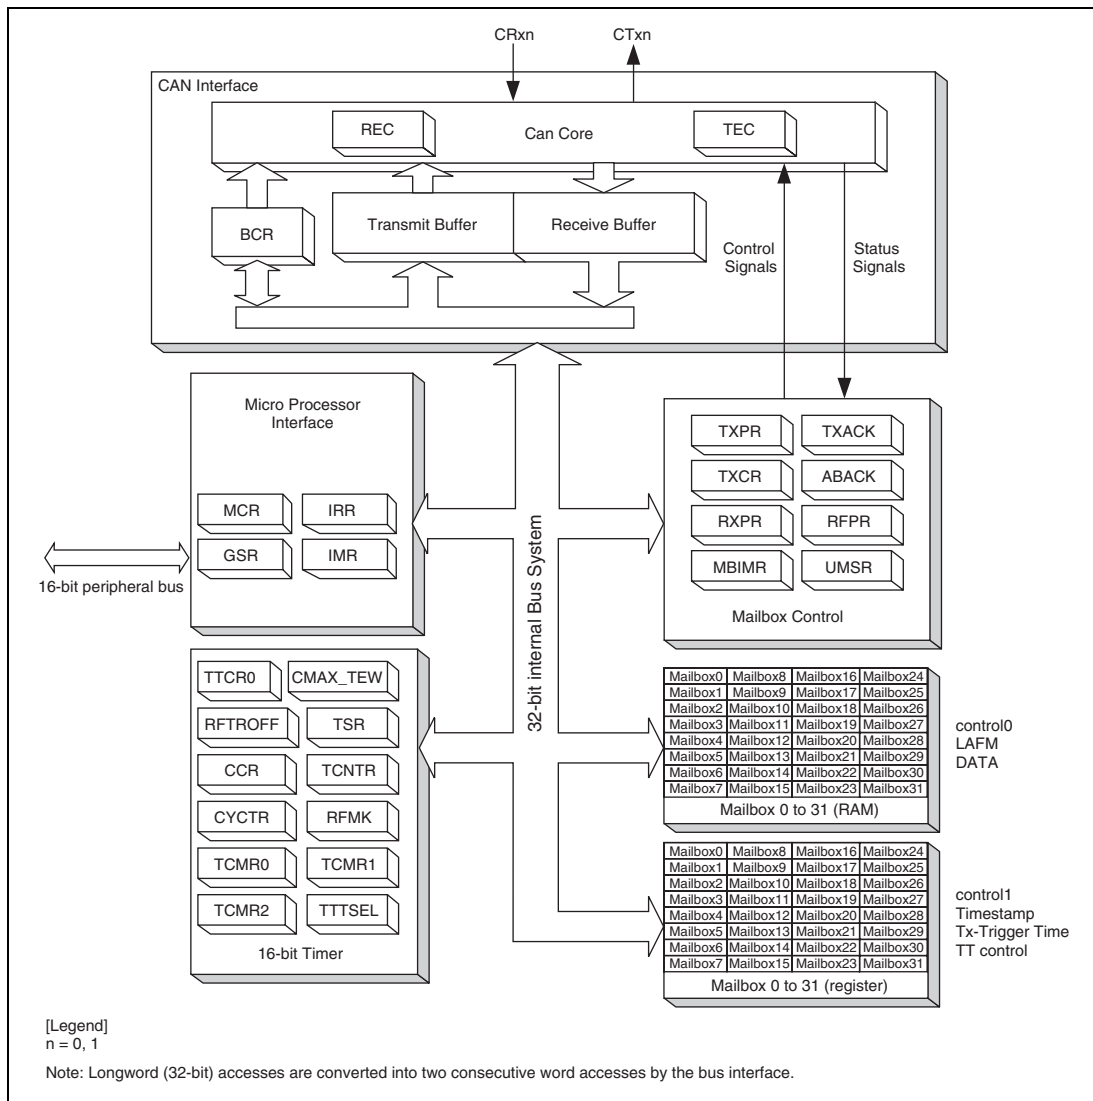 CRxn
CTxn
CAN Interface
REC
Can Core
TEC
BCR
Transmit Buffer
Receive Buffer
Control
Signals
Status
Signals
Micro Processor
Interface
MCR
IRR
GSR
IMR
16-bit peripheral bus
32-bit internal Bus System
TXPR
TXACK
TXCR
ABACK
RXPR
RFPR
MBIMR
UMSR
Mailbox Control
TTCR0
CMAX_TEW
RFTROFF
TSR
CCR
TCNTR
CYCTR
RFMK
TCMR0
TCMR1
TCMR2
TTTSEL
16-bit Timer
Mailbox0 Mailbox8 Mailbox16 Mailbox24
Mailbox1 Mailbox9 Mailbox17 Mailbox25
Mailbox2 Mailbox10 Mailbox18 Mailbox26
Mailbox3 Mailbox11 Mailbox19 Mailbox27
Mailbox4 Mailbox12 Mailbox20 Mailbox28
Mailbox5 Mailbox13 Mailbox21 Mailbox29
Mailbox6 Mailbox14 Mailbox22 Mailbox30
Mailbox7 Mailbox15 Mailbox23 Mailbox31
Mailbox 0 to 31 (RAM)
control0
LAFM
DATA
Mailbox0 Mailbox8 Mailbox16 Mailbox24
Mailbox1 Mailbox9 Mailbox17 Mailbox25
Mailbox2 Mailbox10 Mailbox18 Mailbox26
Mailbox3 Mailbox11 Mailbox19 Mailbox27
Mailbox4 Mailbox12 Mailbox20 Mailbox28
Mailbox5 Mailbox13 Mailbox21 Mailbox29
Mailbox6 Mailbox14 Mailbox22 Mailbox30
Mailbox7 Mailbox15 Mailbox23 Mailbox31
Mailbox 0 to 31 (register)
control1
Timestamp
Tx-Trigger Time
TT control
[Legend]
n = 0, 1
Note: Longword (32-bit) accesses are converted into two consecutive word accesses by the bus interface.